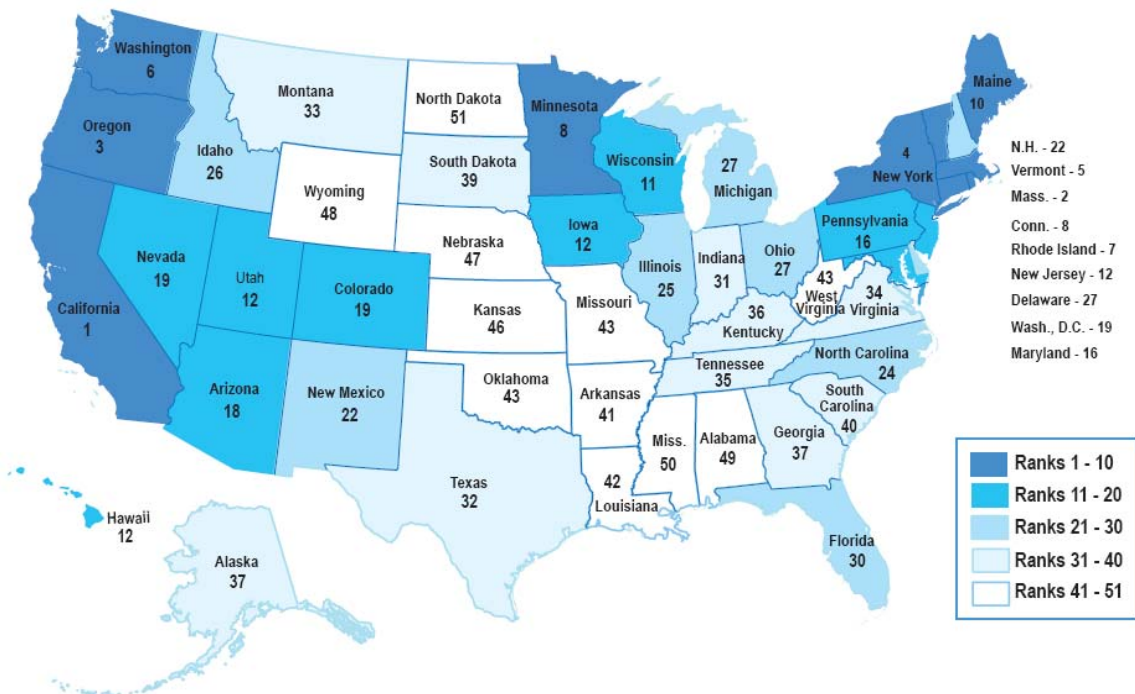 Washington
6
Oregon
3
California
1
Nevada
19
Idaho
26
Montana
33
Wyoming
48
Utah
12
Colorado
19
Arizona
18
New Mexico
22
North Dakota
51
South Dakota
39
Nebraska
47
Kansas
46
Oklahoma
43
Texas
32
Minnesota
8
Iowa
12
Missouri
43
Arkansas
41
42
Louisiana
Wisconsin
11
Illinois
25
27
Michigan
Indiana
31
Ohio
27
36
Kentucky
Tennessee
35
Miss.
50
Alabama
49
Georgia
37
Florida
30
South
Carolina
40
North Carolina
24
34
Virginia
43
West
Virginia
Pennsylvania
16
4
New York
Maine
10
N.H. - 22
Vermont - 5
Mass. - 2
Conn. - 8
Rhode Island - 7
New Jersey - 12
Delaware - 27
Wash., D.C. - 19
Maryland - 16
Hawaii
12
Alaska
37
Ranks 1 - 10
Ranks 11 - 20
Ranks 21 - 30
Ranks 31 - 40
Ranks 41 - 51